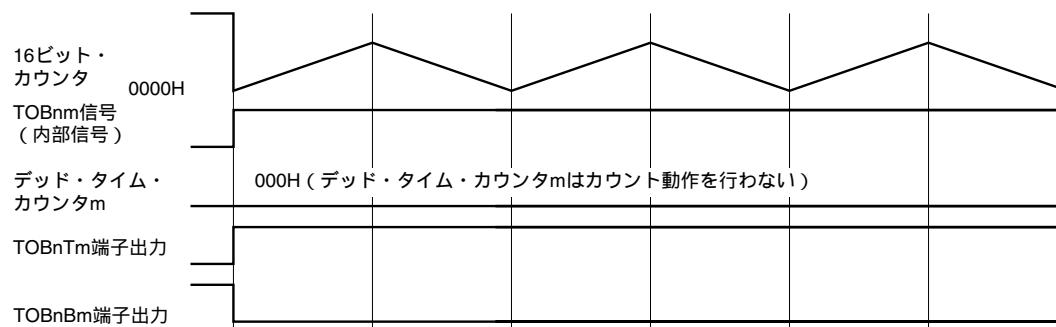 16ビット・
カウンタ
0000H
TOBnm信号
（内部信号）
デッド・タイム・
カウンタm
000H（デッド・タイム・カウンタmはカウント動作を行わない）
TOBnTm端子出力
TOBnBm端子出力